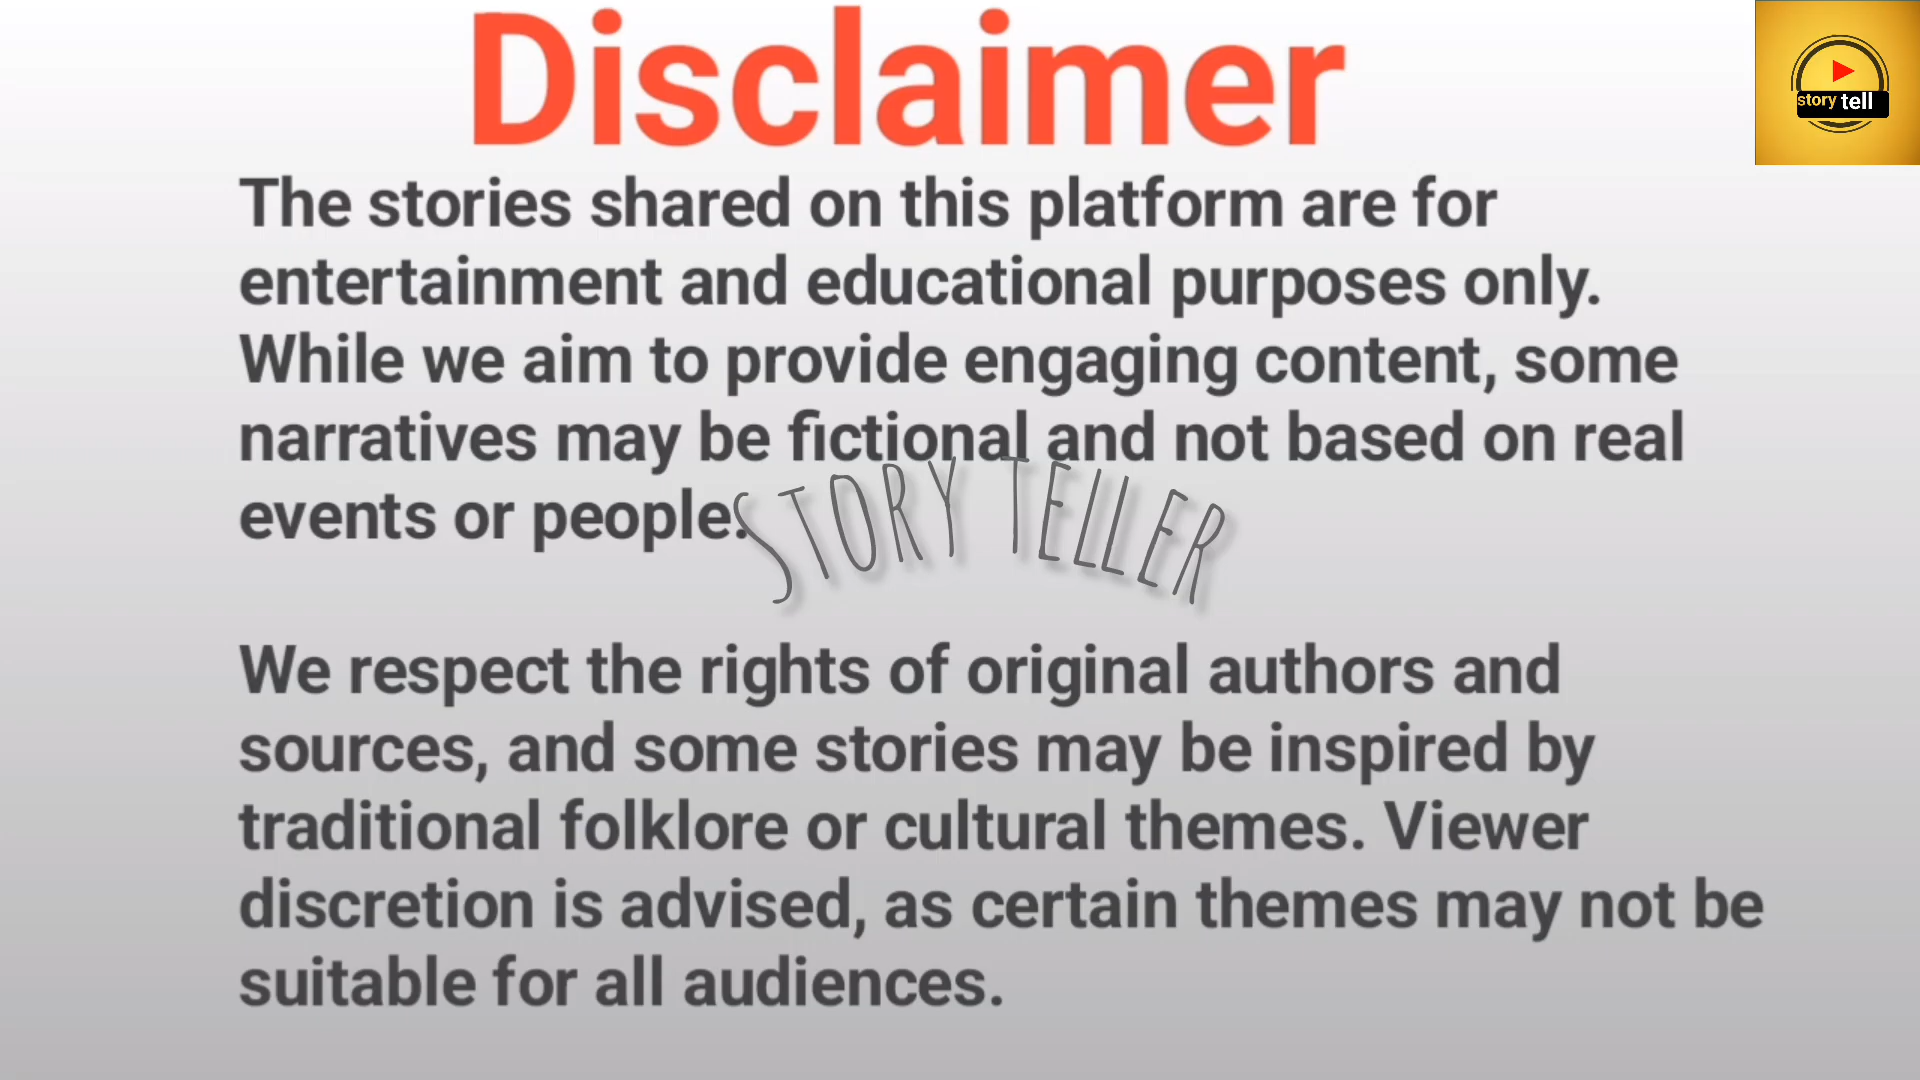 Disclaimer
story tell
The stories shared on this platform are for
entertainment and educational purposes only.
While we aim to provide engaging content, some
narratives may be fictional and not based on real
events or people.
STORY TELLER
We respect the rights of original authors and
sources, and some stories may be inspired by
traditional folklore or cultural themes. Viewer
discretion is advised, as certain themes may not be
suitable for all audiences.